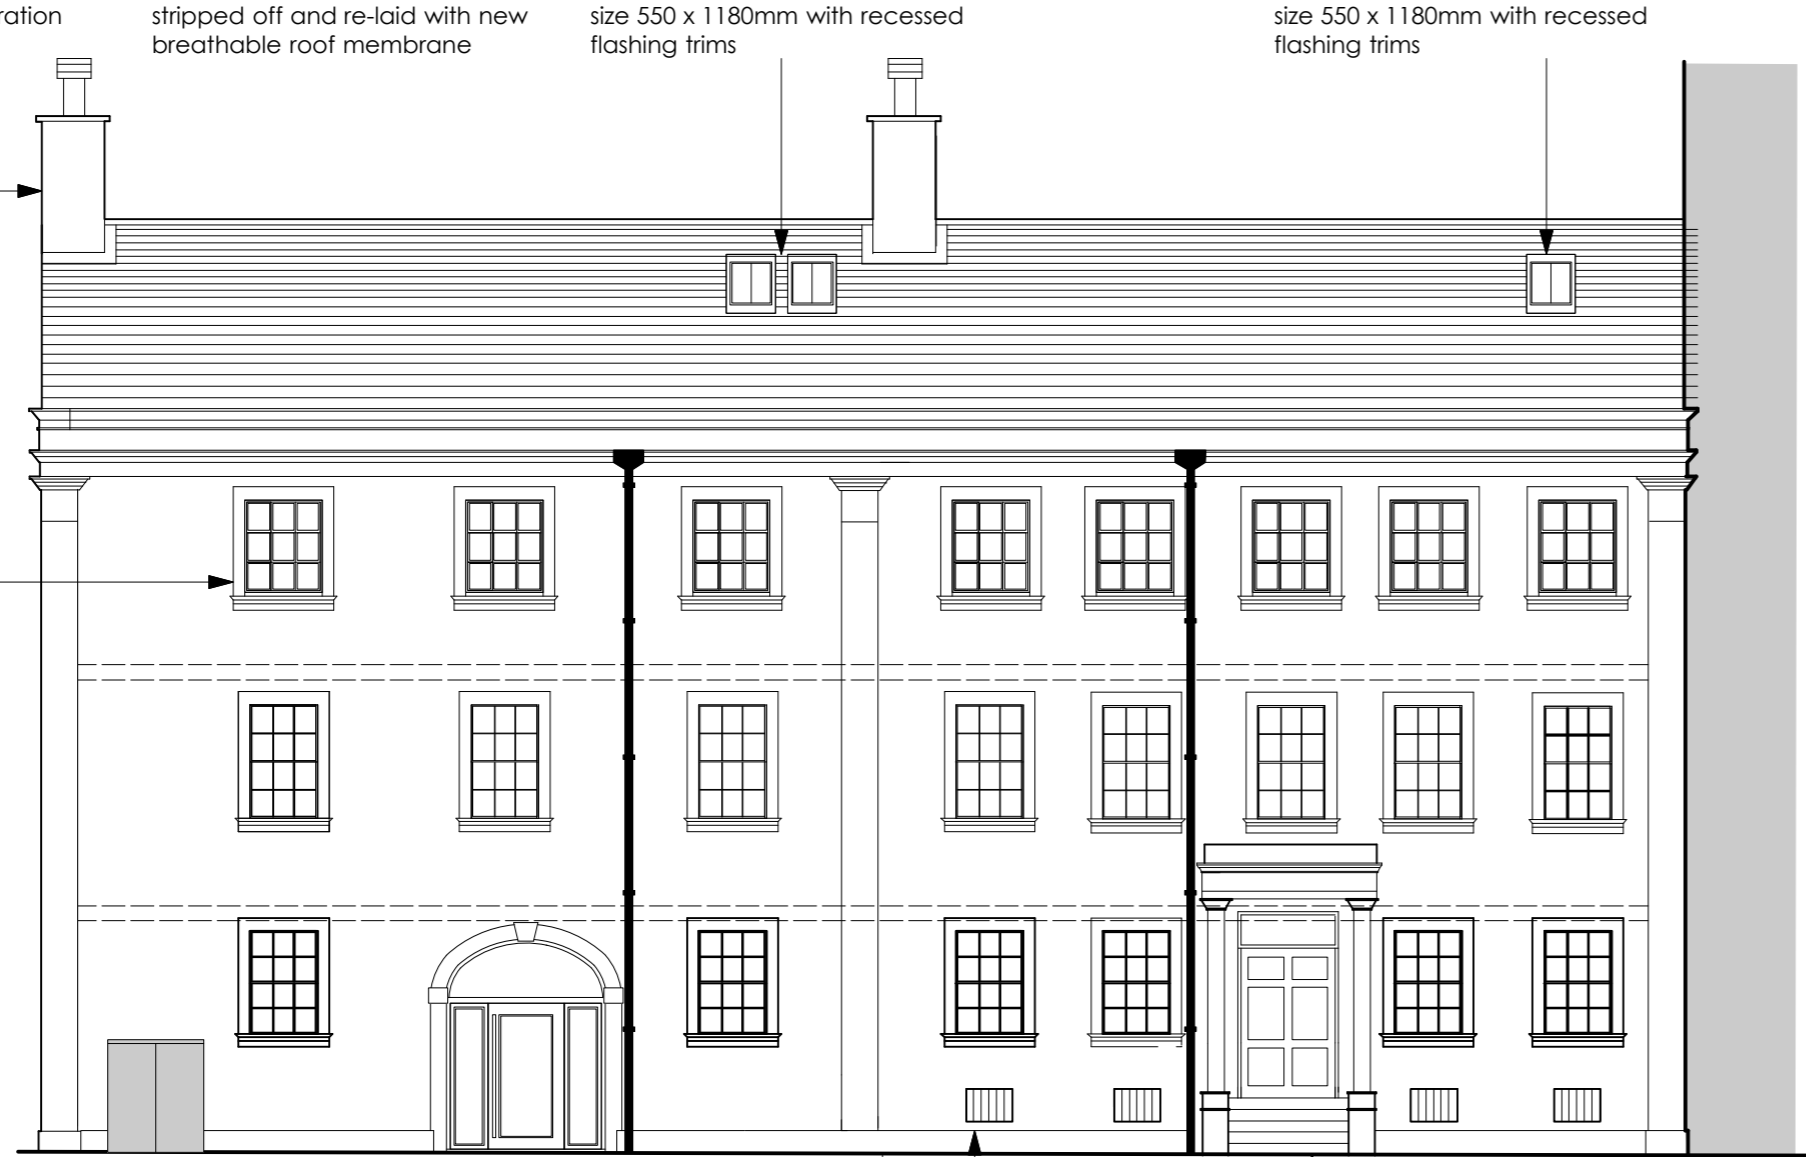 ration
stripped off and re-laid with new
breathable roof membrane
size 550 x 1180mm with recessed
flashing trims
size 550 x 1180mm with recessed
flashing trims